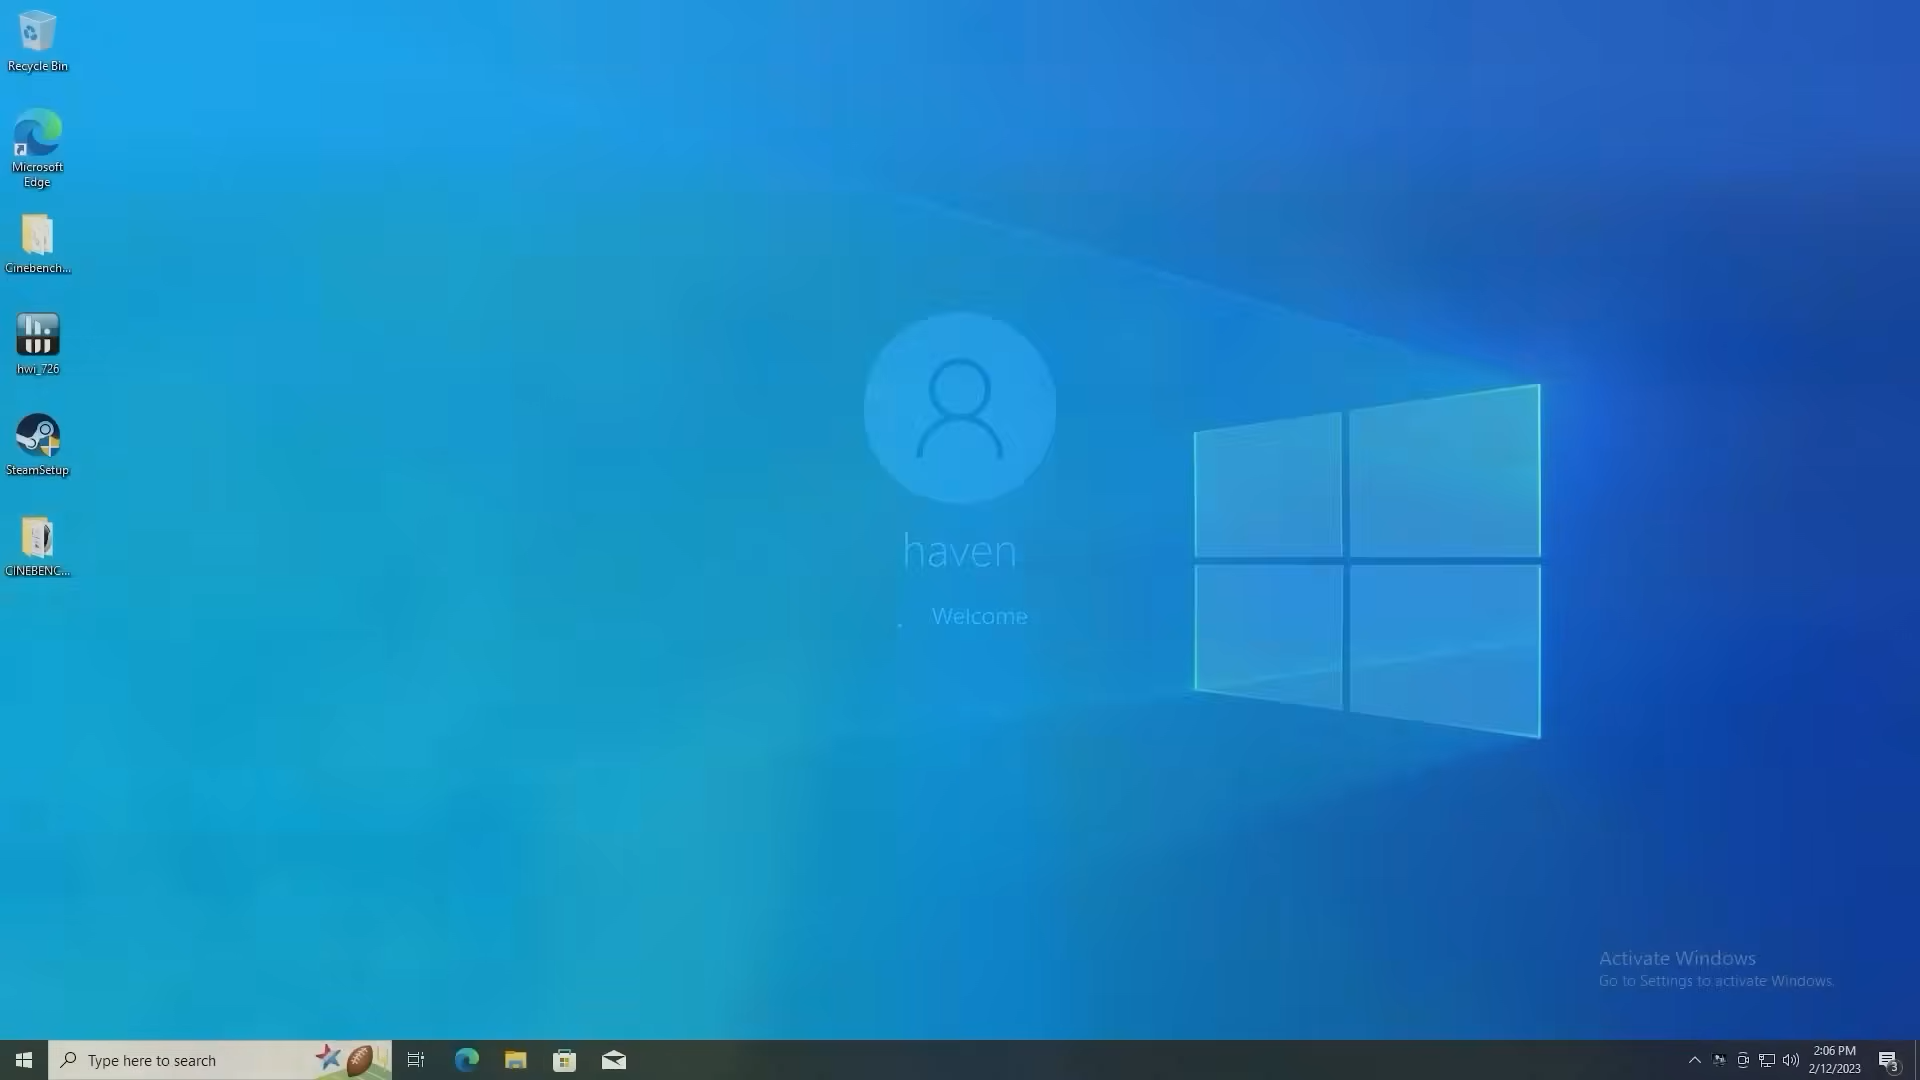 Recycle Bin
Microsoft
Edge
Cinebench...
hwi_726
SteamSetup
CINEBENC...
haven
Welcome
Activate Windows
Go to Settings to activate Windows.
Type here to search
2:06 PM
2/12/2023
3